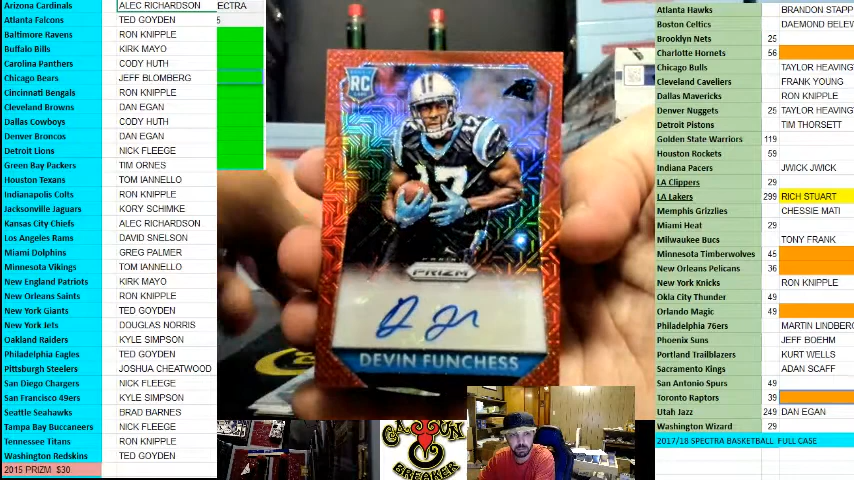 Arizona Cardinals ALEC RICHARDSON ECTRA
Atlanta Falcons TED GOYDEN 5
Baltimore Ravens RON KNIPPLE
Buffalo Bills KIRK MAYO
Carolina Panthers CODY HUTH
Chicago Bears JEFF BLOMBERG
Cincinnati Bengals RON KNIPPLE
Cleveland Browns DAN EGAN
Dallas Cowboys CODY HUTH
Denver Broncos DAN EGAN
Detroit Lions NICK FLEEGE
Green Bay Packers TIM ORNES
Houston Texans TOM IANNELLO
Indianapolis Colts RON KNIPPLE
Jacksonville Jaguars KORY SCHIMKE
Kansas City Chiefs ALEC RICHARDSON
Los Angeles Rams DAVID SNELSON
Miami Dolphins GREG PALMER
Minnesota Vikings TOM IANNELLO
New England Patriots KIRK MAYO
New Orleans Saints RON KNIPPLE
New York Giants TED GOYDEN
New York Jets DOUGLAS NORRIS
Oakland Raiders KYLE SIMPSON
Philadelphia Eagles TED GOYDEN
Pittsburgh Steelers JOSHUA CHEATWOOD
San Diego Chargers NICK FLEEGE
San Francisco 49ers KYLE SIMPSON
Seattle Seahawks BRAD BARNES
Tampa Bay Buccaneers NICK FLEEGE
Tennessee Titans RON KNIPPLE
Washington Redskins TED GOYDEN
2015 PRIZM $30
RC
17
PANINI
PRIZM
DEVIN FUNCHESS
CAJUN
BREAKER
Atlanta Hawks BRANDON STAPP
Boston Celtics DAEMOND BELEW
Brooklyn Nets 25
Charlotte Hornets 56
Chicago Bulls TAYLOR HEAVING
Cleveland Caveliers FRANK YOUNG
Dallas Mavericks RON KNIPPLE
Denver Nuggets 25 TAYLOR HEAVING
Detroit Pistons TIM THORSETT
Golden State Warriors 119
Houston Rockets 59
Indiana Pacers JWICK JWICK
LA Clippers 29
LA Lakers 299 RICH STUART
Memphis Grizzlies CHESSIE MATI
Miami Heat 29
Milwaukee Bucs TONY FRANK
Minnesota Timberwolves 45
New Orleans Pelicans 36
New York Knicks RON KNIPPLE
Okla City Thunder 49
Orlando Magic 49
Philadelphia 76ers MARTIN LINDBERG
Phoenix Suns JEFF BOEHM
Portland Trailblazers KURT WELLS
Sacramento Kings ADAN SCAFF
San Antonio Spurs 49
Toronto Raptors 39
Utah Jazz 249 DAN EGAN
Washington Wizard 29
2017/18 SPECTRA BASKETBALL FULL CASE